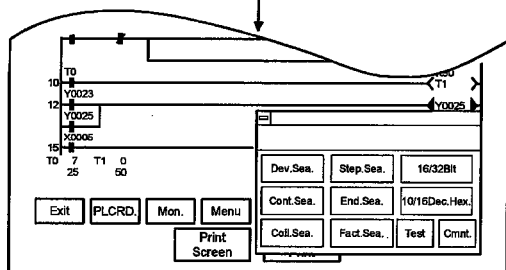 T0
10
T1
Y0023
12
Y0025
Y0025
X0005
15
T0 7 T1 0
25 50
Dev.Sea. Step.Sea. 16/32Bit
Cont.Sea. End.Sea. 10/16Dec.Hex.
Coil.Sea. Fact.Sea. Test Cmnt.
Exit PLCRD. Mon. Menu
Print
Screen